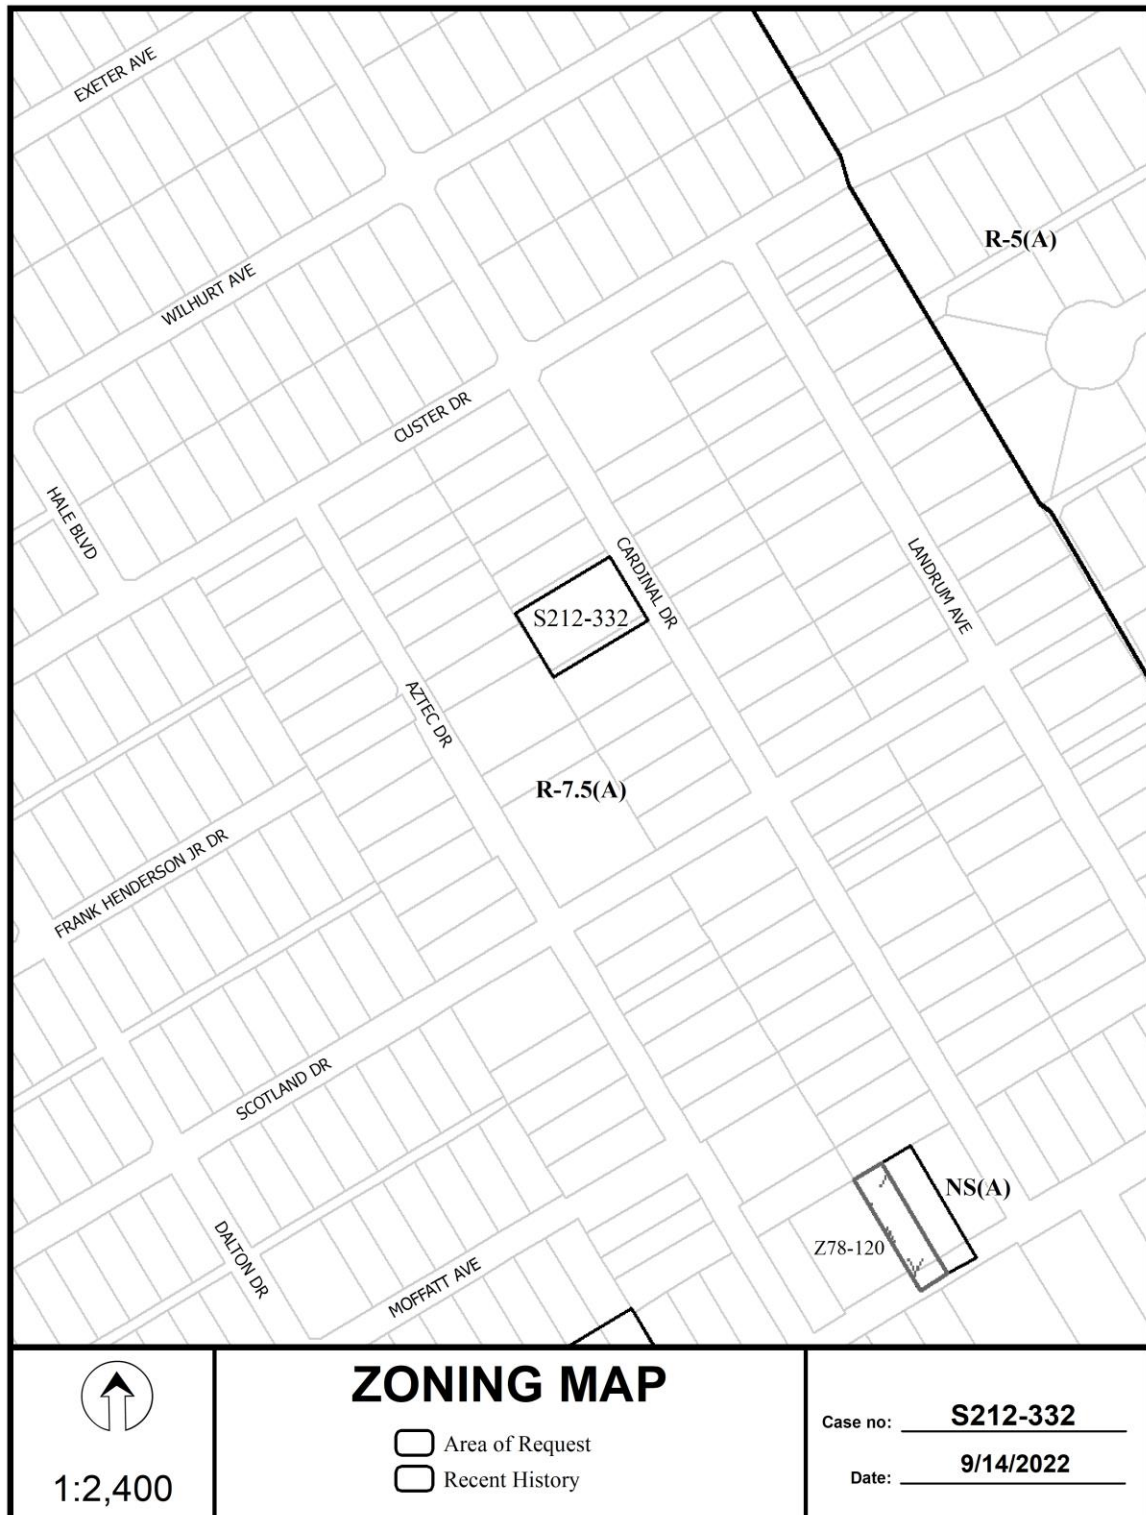 EXETER AVE
R-5(A)
WILHURT AVE
CUSTER DR
HALE BLVD
CARDINAL DR
LANDRUM AVE
S212-332
AZTEC DR
R-7.5(A)
FRANK HENDERSON JR DR
SCOTLAND DR
NS(A)
Z78-120
DALTON DR
MOFFATT AVE
ZONING MAP
Area of Request
Recent History
1:2,400
Case no: S212-332
Date: 9/14/2022